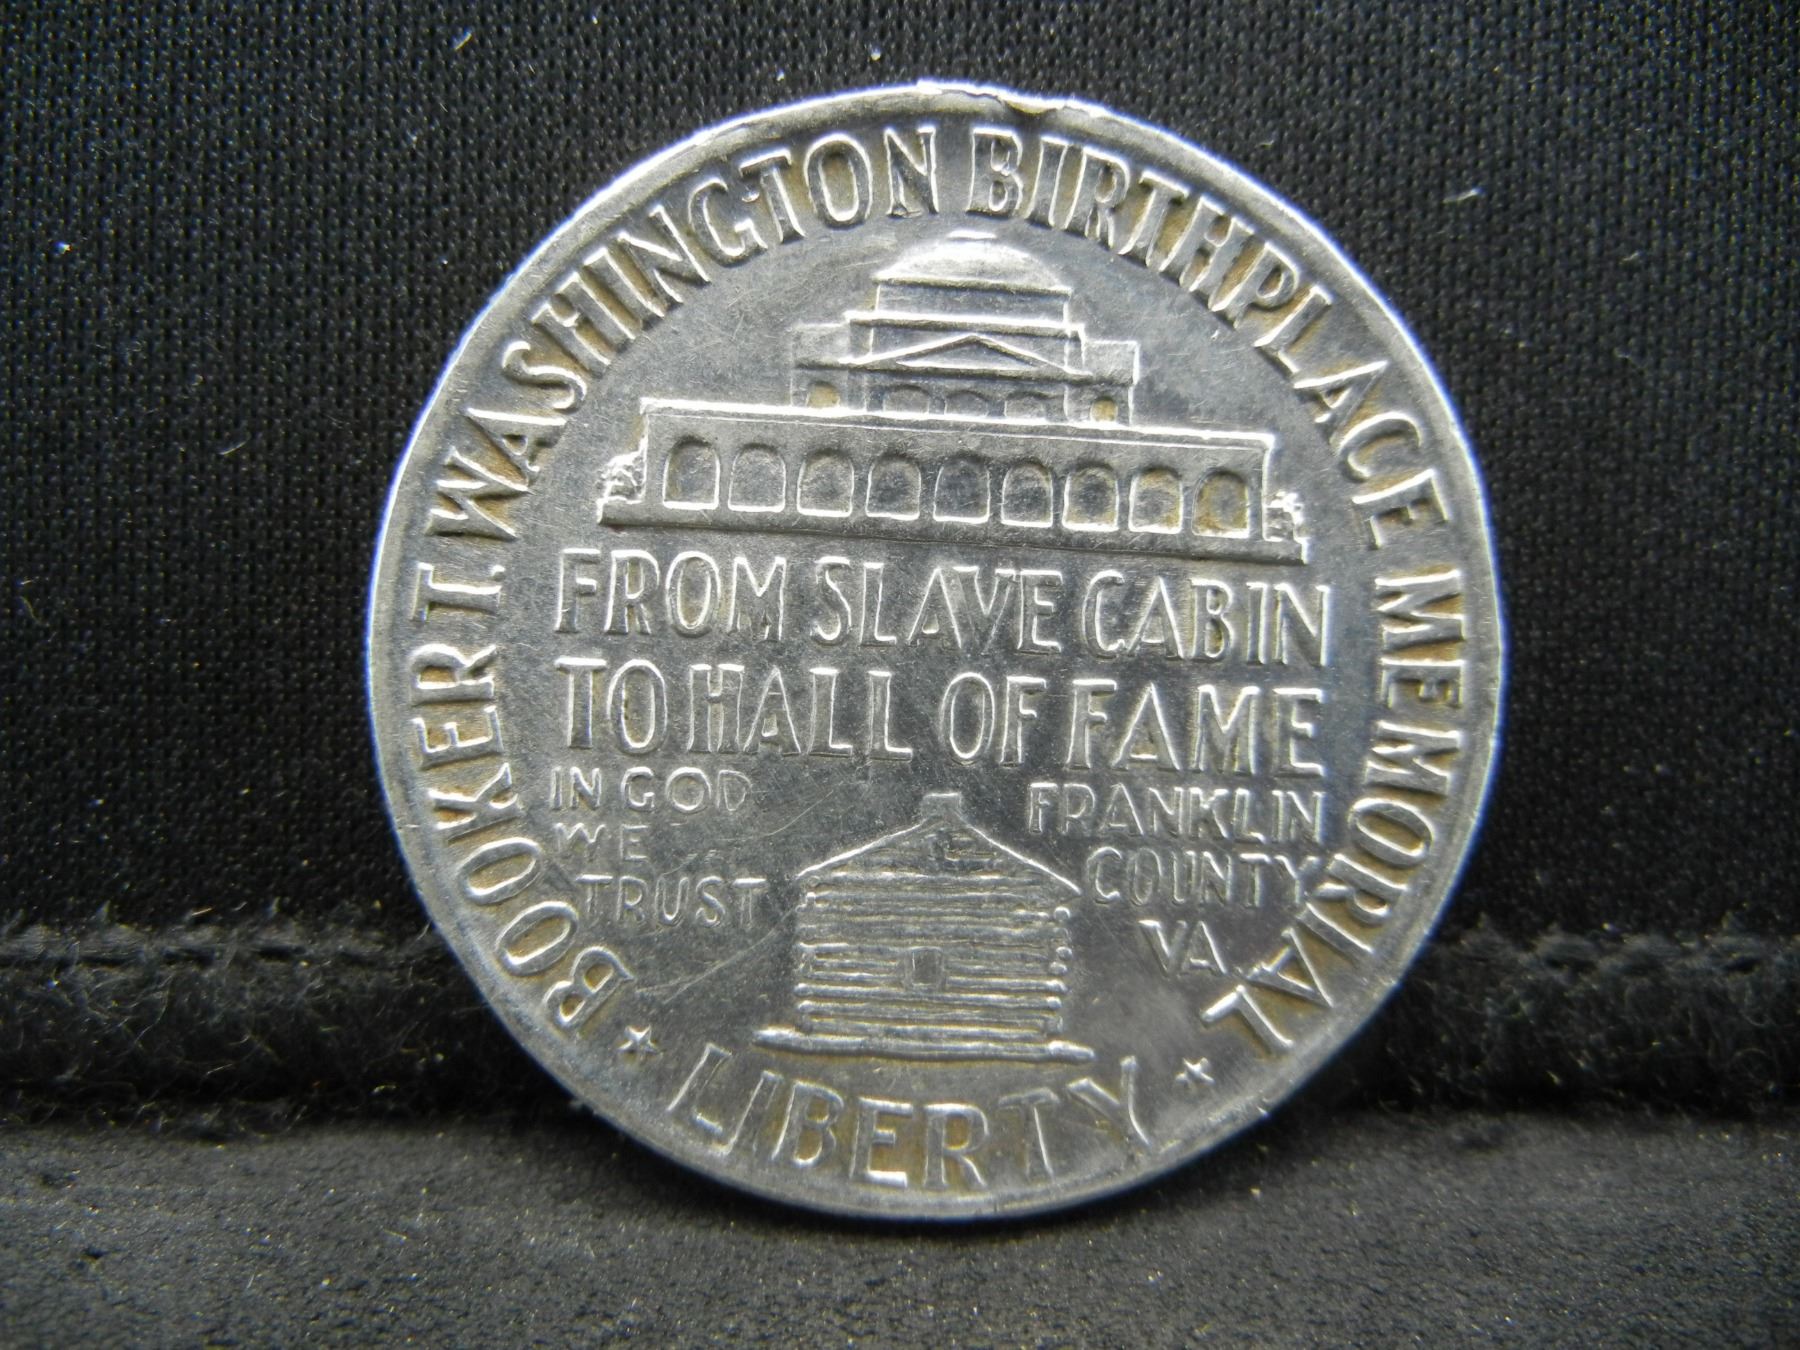 BOOKER T. WASHINGTON BIRTHPLACE MEMORIAL
FROM SLAVE CABIN
TO HALL OF FAME
IN GOD
WE
TRUST
FRANKLIN
COUNTY
VA.
LIBERTY